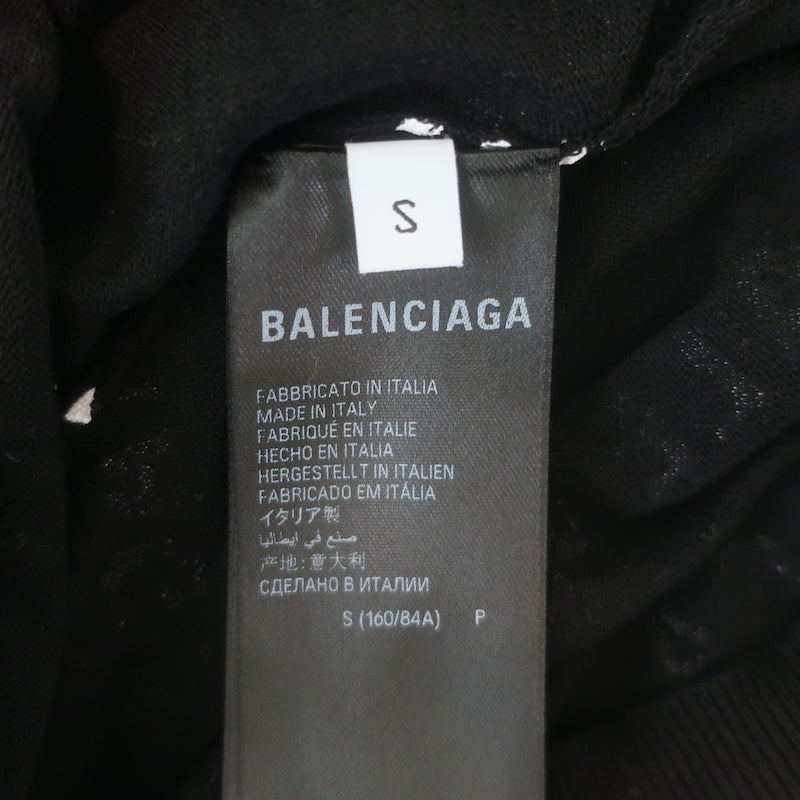 S
BALENCIAGA
FABBRICATO IN ITALIA
MADE IN ITALY
FABRIQUÉ EN ITALIE
HECHO EN ITALIA
HERGESTELLT IN ITALIEN
FABRICADO EM ITÁLIA
イタリア製
صنع في ايطاليا
产地:意大利
СДЕЛАНО В ИТАЛИИ
S (160/84A) P